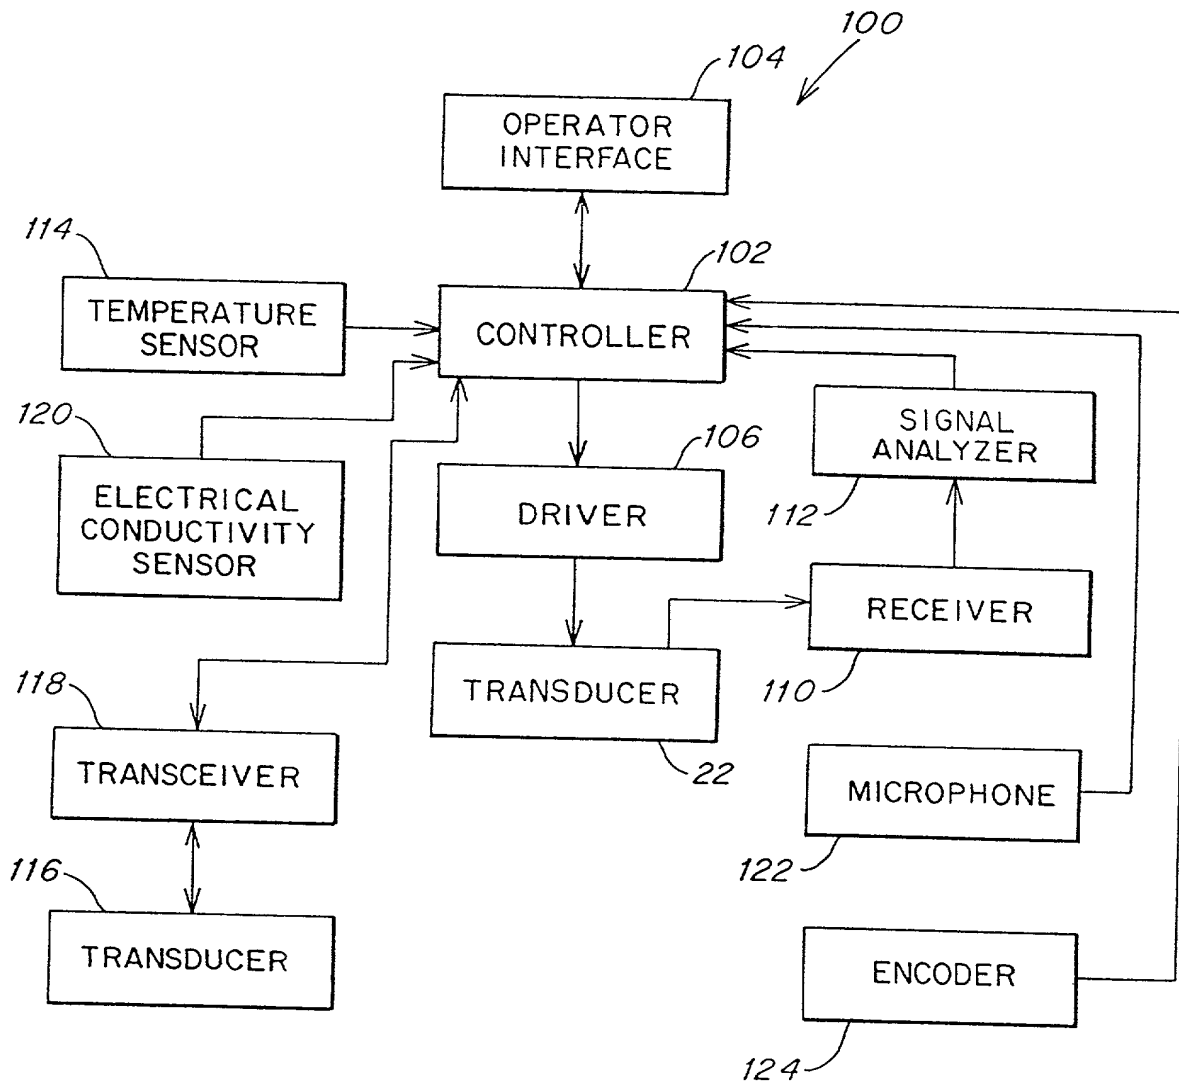 100
104
OPERATOR
INTERFACE
114
102
TEMPERATURE
SENSOR
CONTROLLER
120
106
SIGNAL
ANALYZER
112
ELECTRICAL
CONDUCTIVITY
SENSOR
DRIVER
RECEIVER
110
118
TRANSDUCER
22
TRANSCEIVER
MICROPHONE
122
116
TRANSDUCER
ENCODER
124